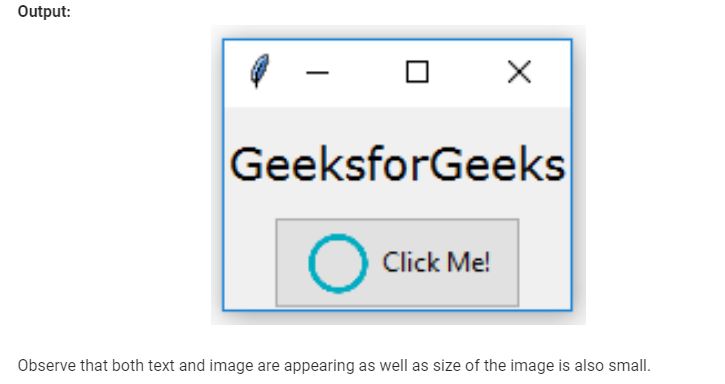 Output:
GeeksforGeeks
Click Me!
Observe that both text and image are appearing as well as size of the image is also small.